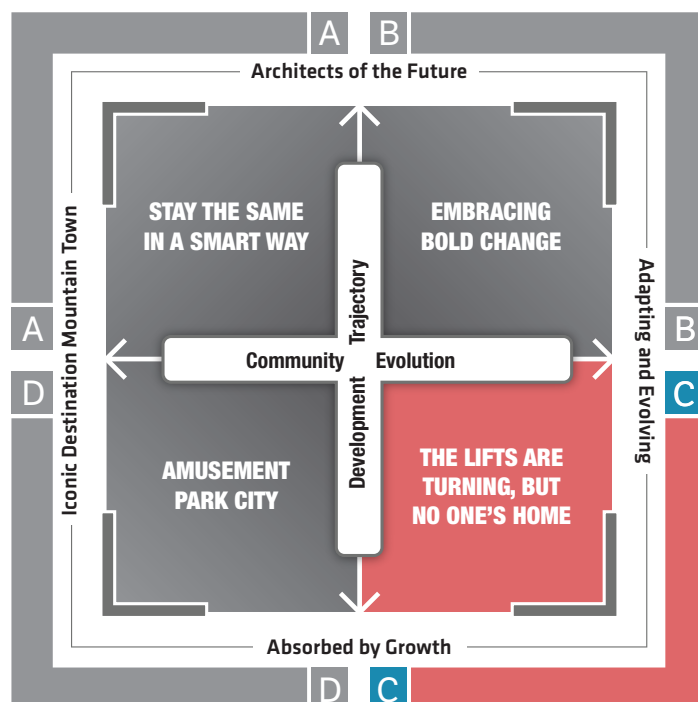 A B
Architects of the Future
STAY THE SAME
IN A SMART WAY
EMBRACING
BOLD CHANGE
Iconic Destination Mountain Town
Adapting and Evolving
Development Trajectory
A
B
Community Evolution
D
C
AMUSEMENT
PARK CITY
THE LIFTS ARE
TURNING, BUT
NO ONE'S HOME
Absorbed by Growth
D C